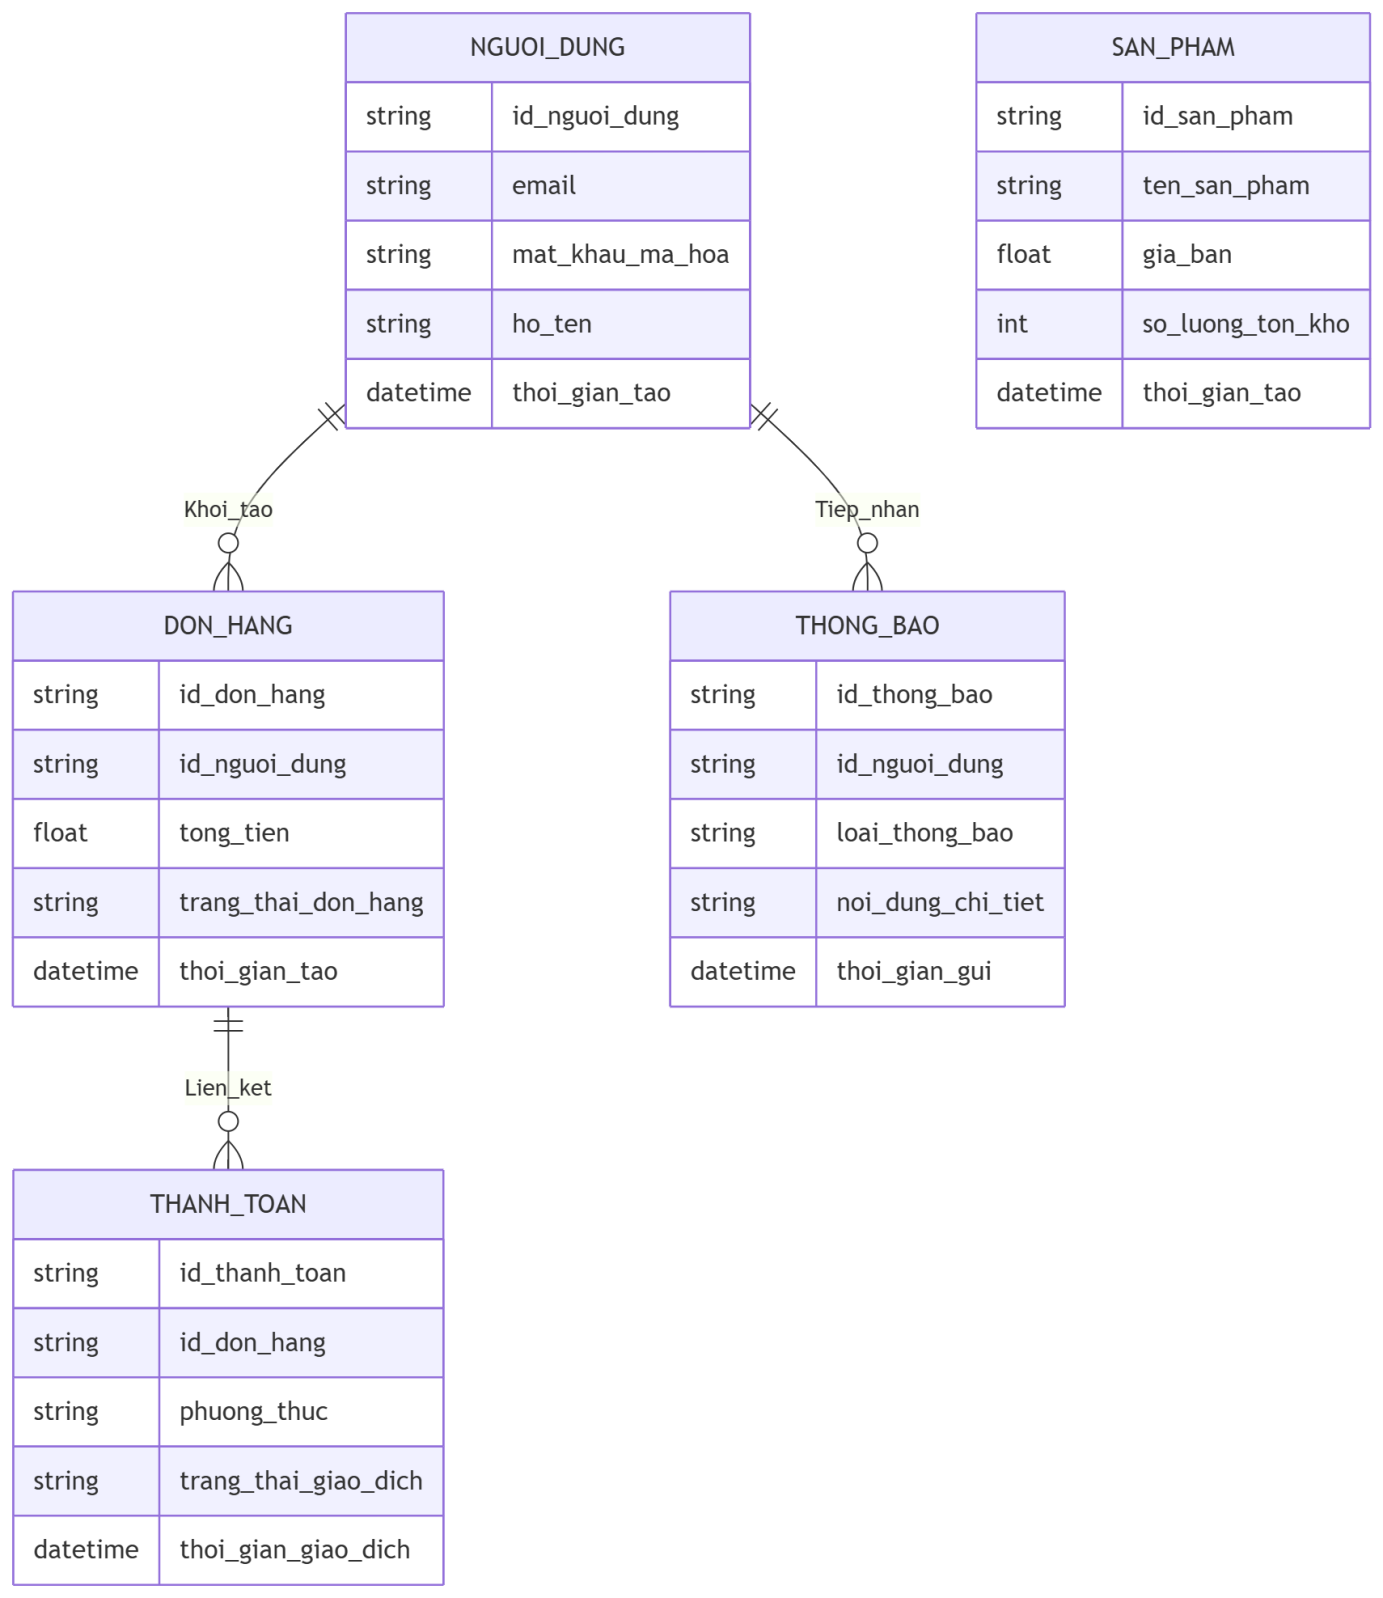 NGUOI_DUNG
string id_nguoi_dung
string email
string mat_khau_ma_hoa
string ho_ten
datetime thoi_gian_tao
SAN_PHAM
string id_san_pham
string ten_san_pham
float gia_ban
int so_luong_ton_kho
datetime thoi_gian_tao
Khoi_tao
Tiep_nhan
DON_HANG
string id_don_hang
string id_nguoi_dung
float tong_tien
string trang_thai_don_hang
datetime thoi_gian_tao
THONG_BAO
string id_thong_bao
string id_nguoi_dung
string loai_thong_bao
string noi_dung_chi_tiet
datetime thoi_gian_gui
Lien_ket
THANH_TOAN
string id_thanh_toan
string id_don_hang
string phuong_thuc
string trang_thai_giao_dich
datetime thoi_gian_giao_dich